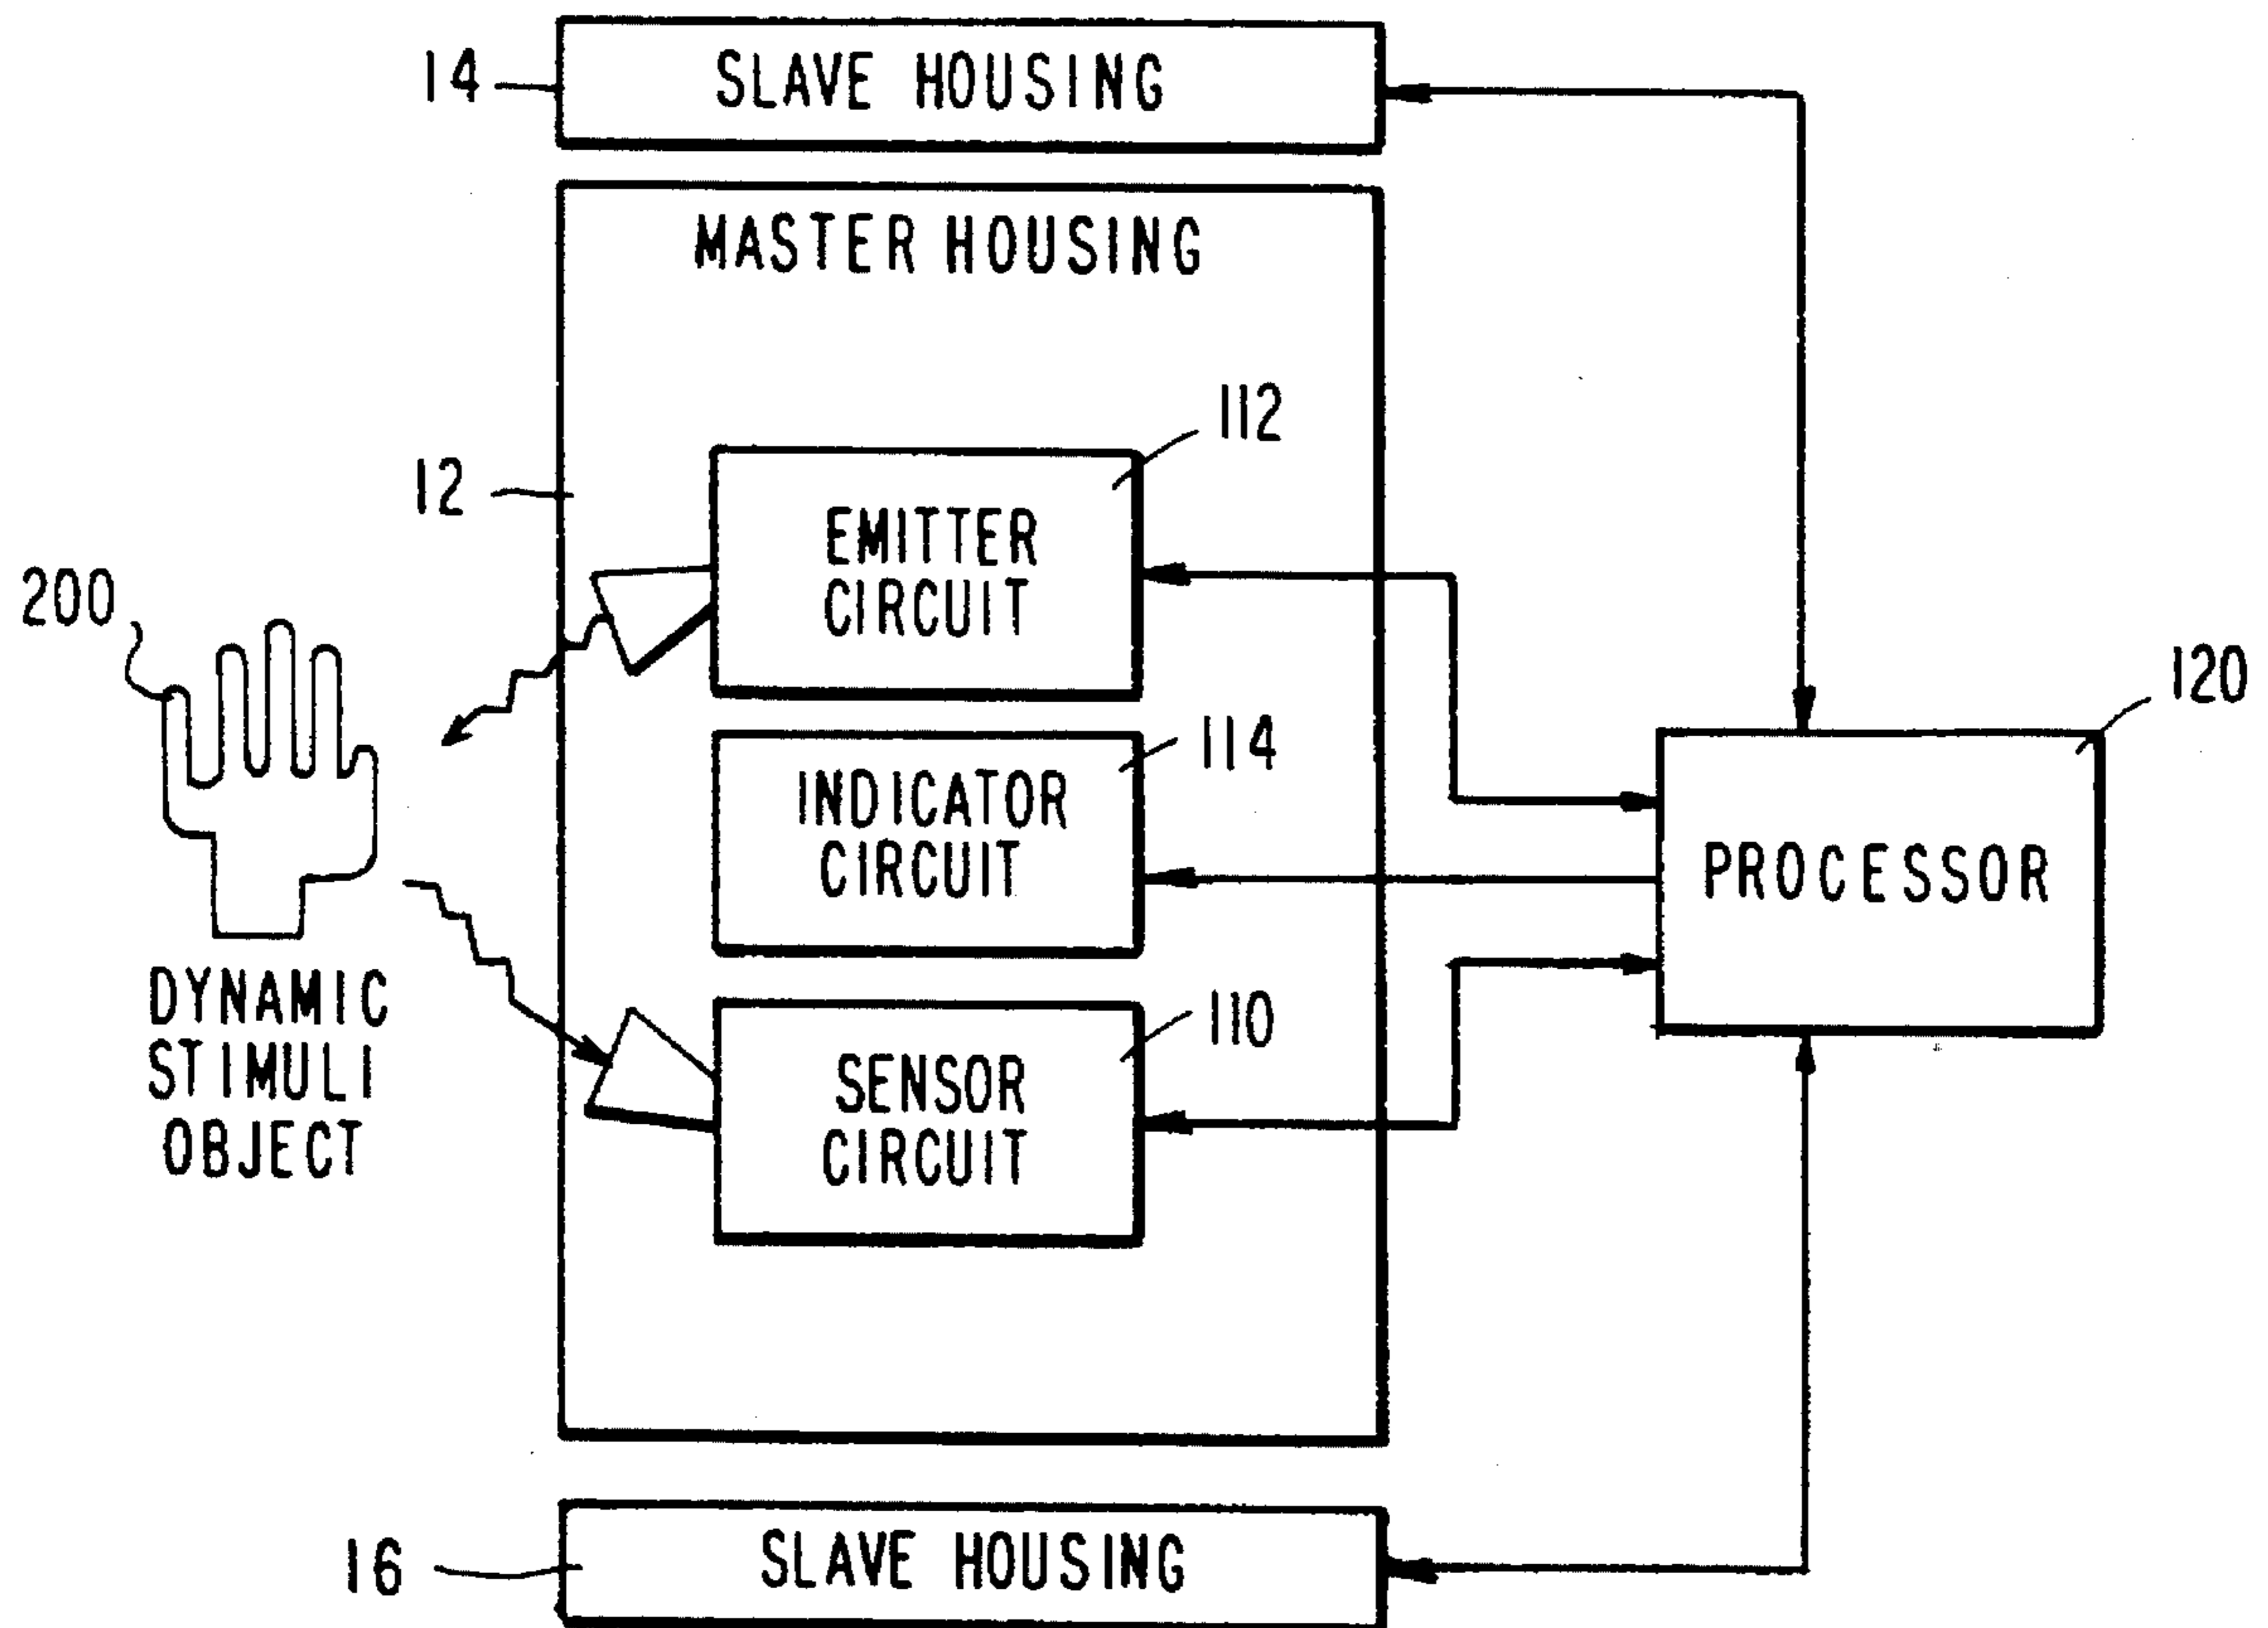 14
SLAVE HOUSING
MASTER HOUSING
112
12
EMITTER
CIRCUIT
200
120
114
INDICATOR
CIRCUIT
PROCESSOR
DYNAMIC
STIMULI
OBJECT
110
SENSOR
CIRCUIT
16
SLAVE HOUSING